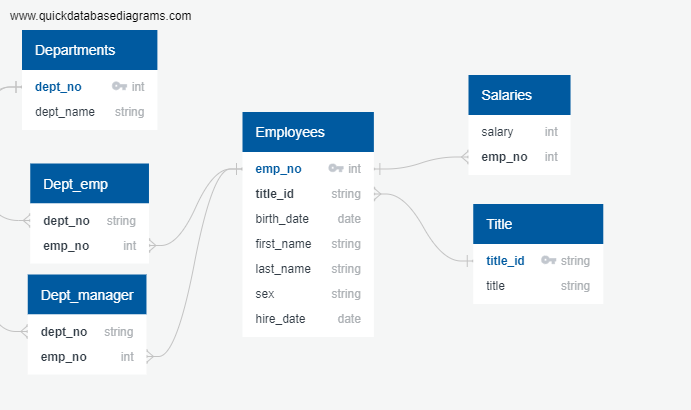 www.quickdatabasediagrams.com
Departments
dept_no int
dept_name string
Dept_emp
dept_no string
emp_no int
Dept_manager
dept_no string
emp_no int
Employees
emp_no int
title_id string
birth_date date
first_name string
last_name string
sex string
hire_date date
Salaries
salary int
emp_no int
Title
title_id string
title string